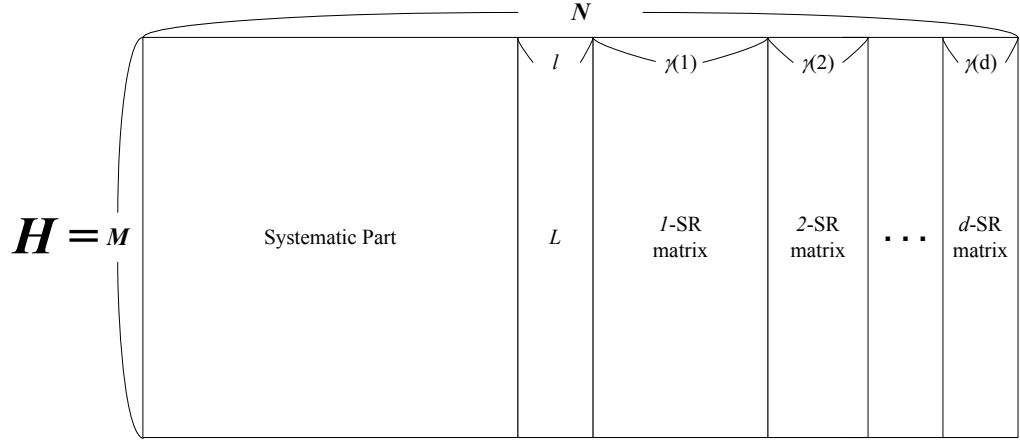 N
l
γ(1)
γ(2)
γ(d)
H = M
Systematic Part
L
1-SR
matrix
2-SR
matrix
...
d-SR
matrix